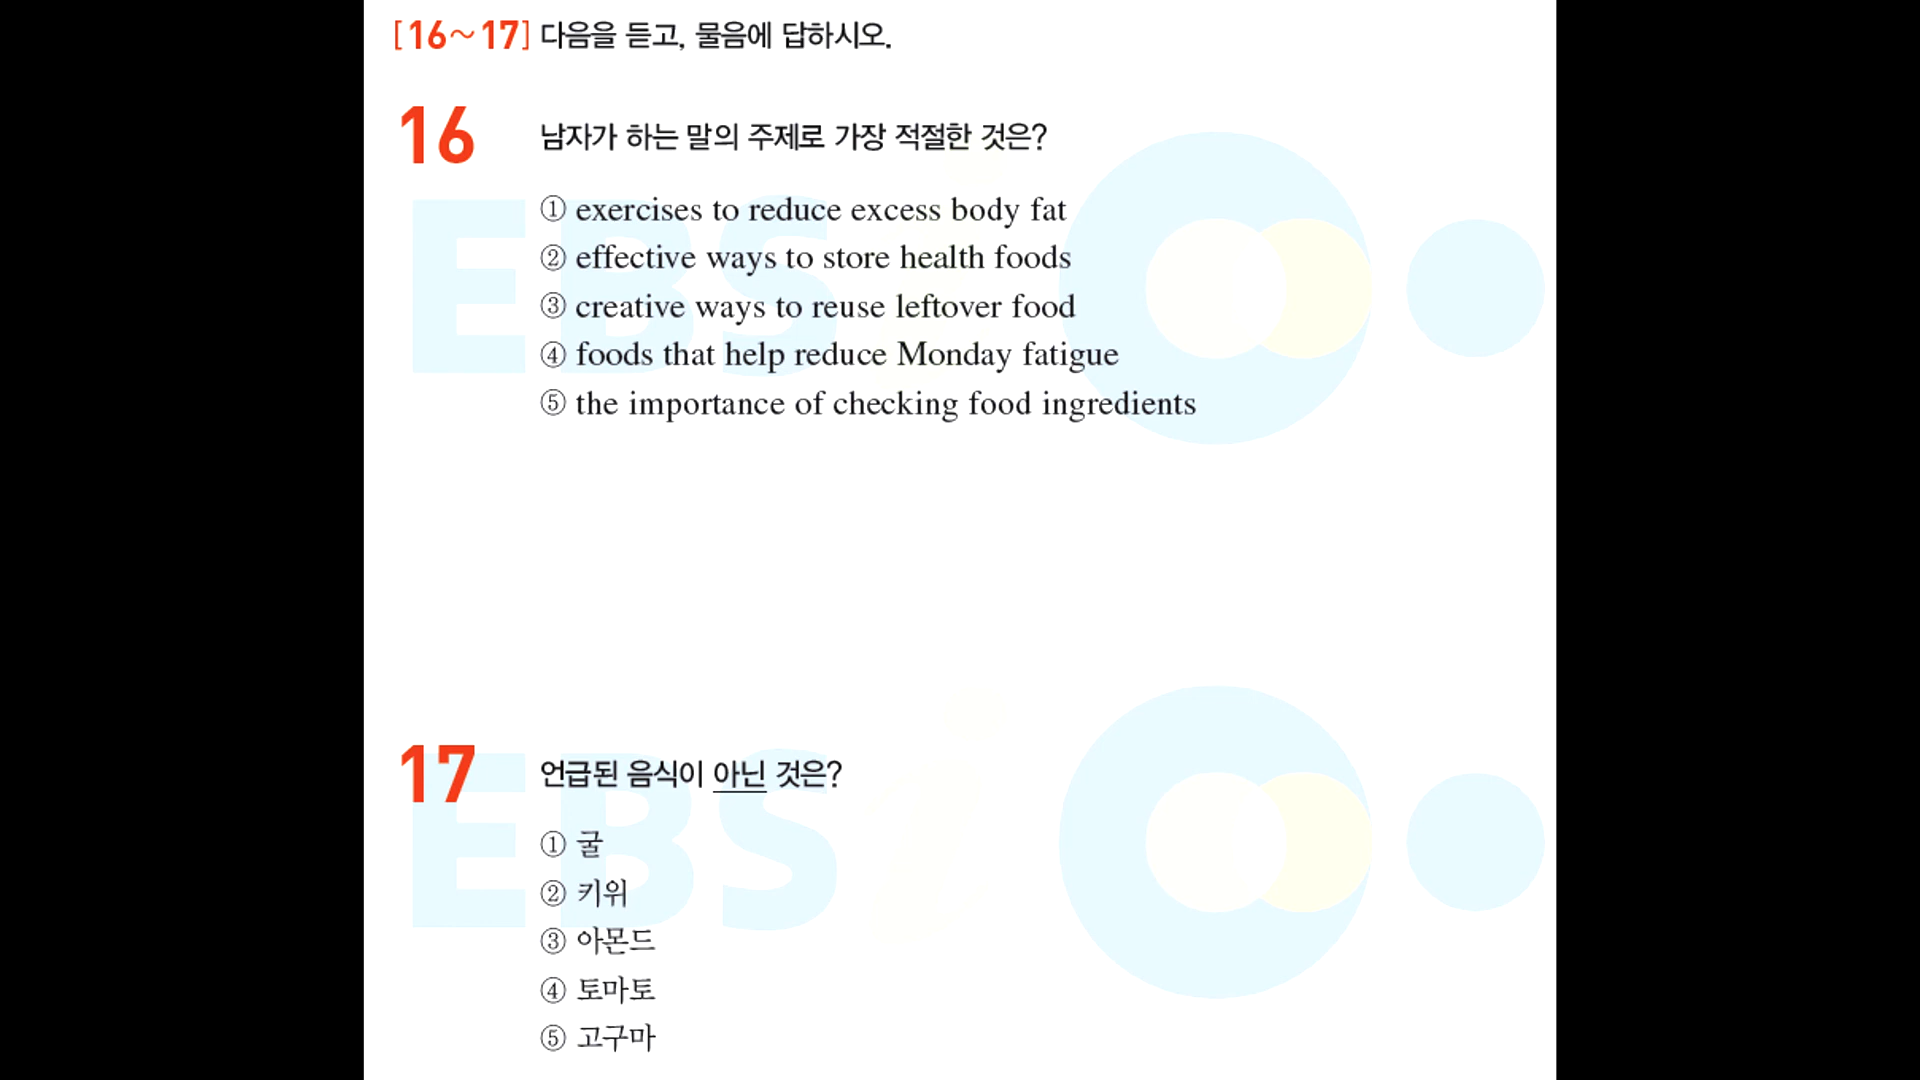 [16~17] 다음을 듣고, 물음에 답하시오.
16 남자가 하는 말의 주제로 가장 적절한 것은?
① exercises to reduce excess body fat
② effective ways to store health foods
③ creative ways to reuse leftover food
④ foods that help reduce Monday fatigue
⑤ the importance of checking food ingredients
EBSi
17 언급된 음식이 아닌 것은?
① 굴
② 키위
③ 아몬드
④ 토마토
⑤ 고구마
EBSi